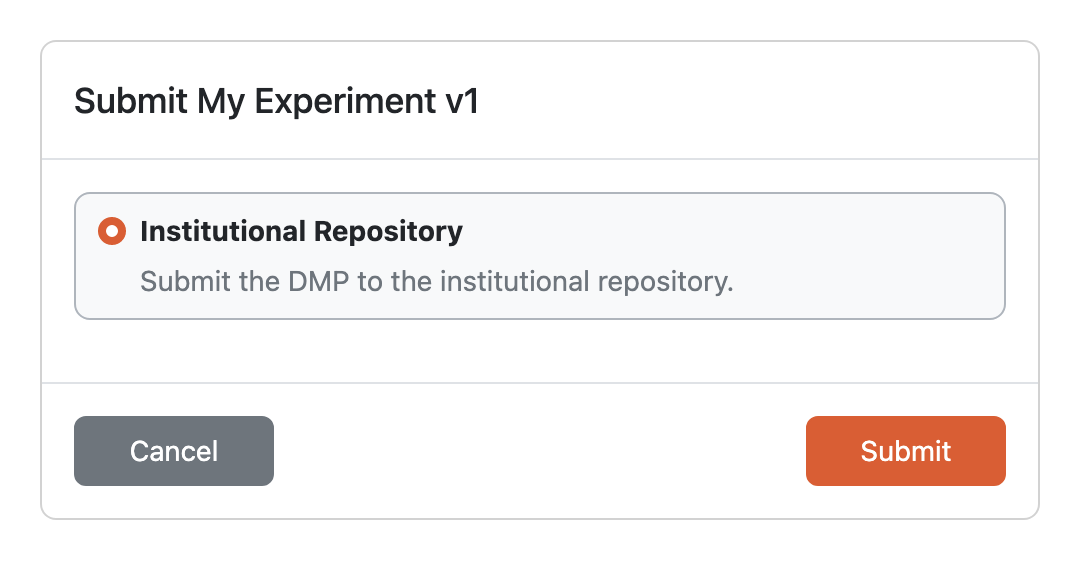 Submit My Experiment v1
Institutional Repository
Submit the DMP to the institutional repository.
Cancel
Submit